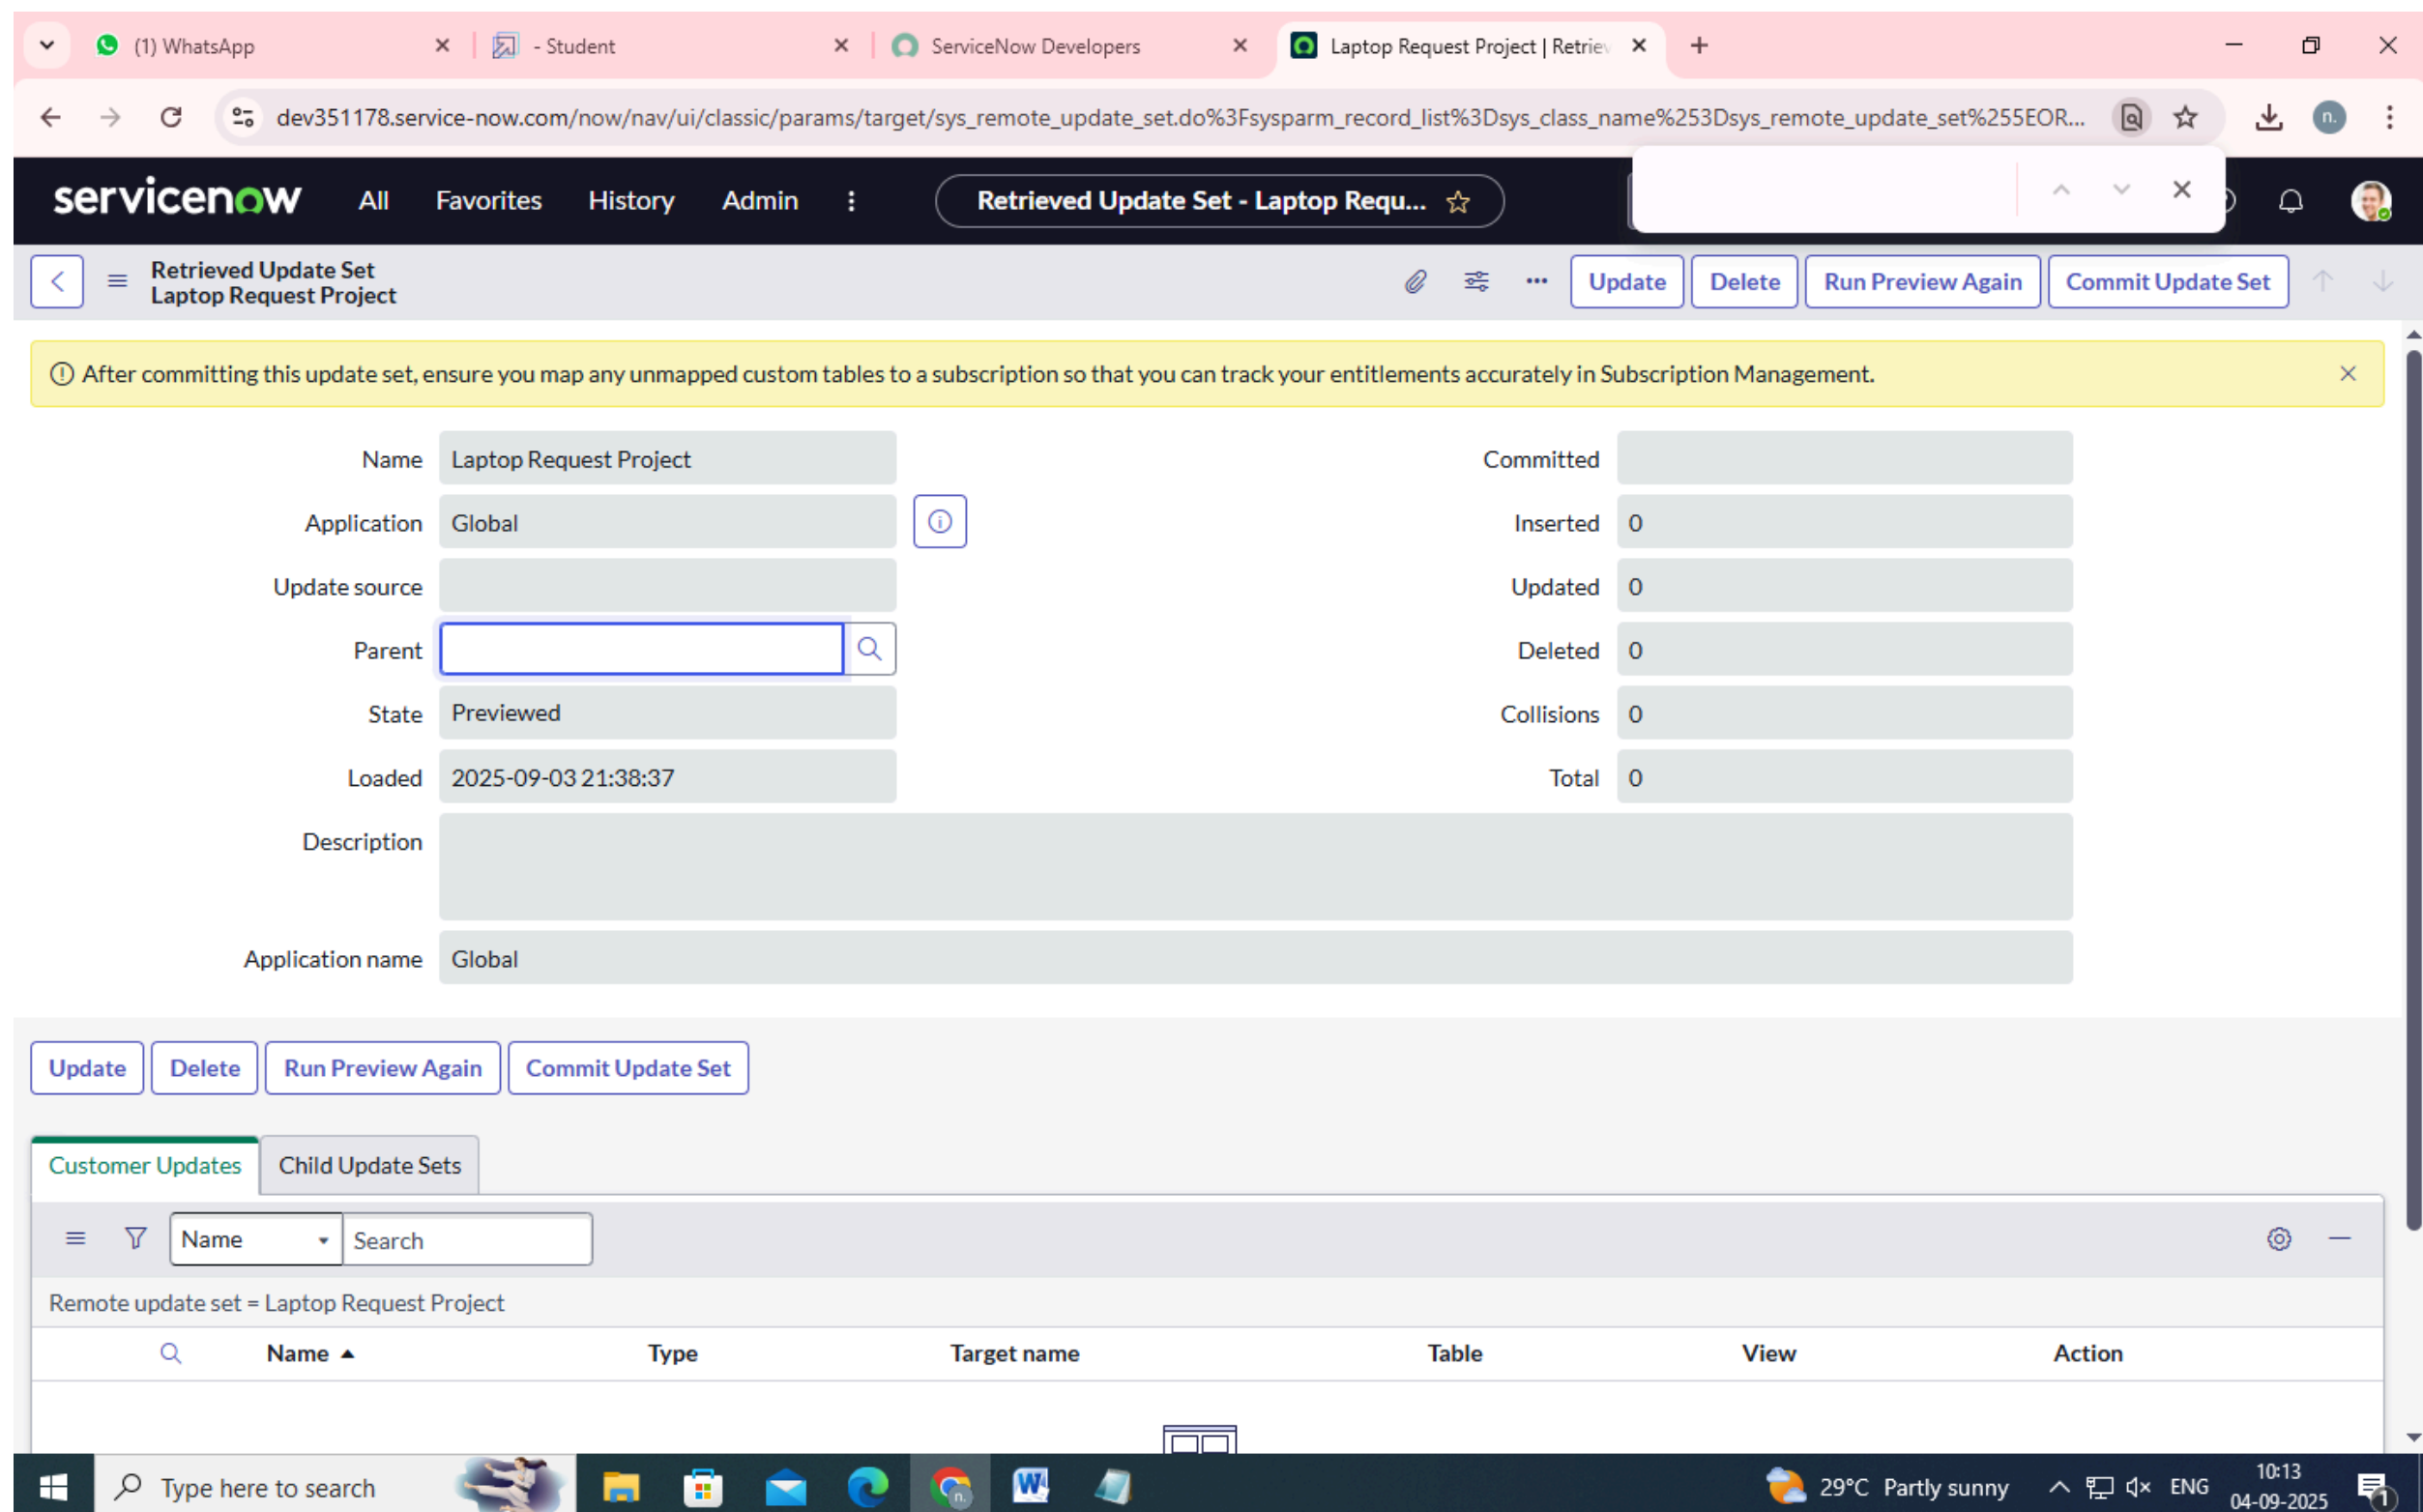 (1) WhatsApp
- Student
ServiceNow Developers
Laptop Request Project | Retriev
dev351178.service-now.com/now/nav/ui/classic/params/target/sys_remote_update_set.do%3Fsysparm_record_list%3Dsys_class_name%253Dsys_remote_update_set%255EOR...
n.
servicenow
All
Favorites
History
Admin
Retrieved Update Set - Laptop Requ...
Retrieved Update Set
Laptop Request Project
Update
Delete
Run Preview Again
Commit Update Set
After committing this update set, ensure you map any unmapped custom tables to a subscription so that you can track your entitlements accurately in Subscription Management.
Name Laptop Request Project
Committed
Application Global
Inserted 0
Update source
Updated 0
Parent
Deleted 0
State Previewed
Collisions 0
Loaded 2025-09-03 21:38:37
Total 0
Description
Application name Global
Update
Delete
Run Preview Again
Commit Update Set
Customer Updates
Child Update Sets
Name
Search
Remote update set = Laptop Request Project
Name
Type
Target name
Table
View
Action
Type here to search
n.
W
29°C Partly sunny
ENG
10:13
04-09-2025
1